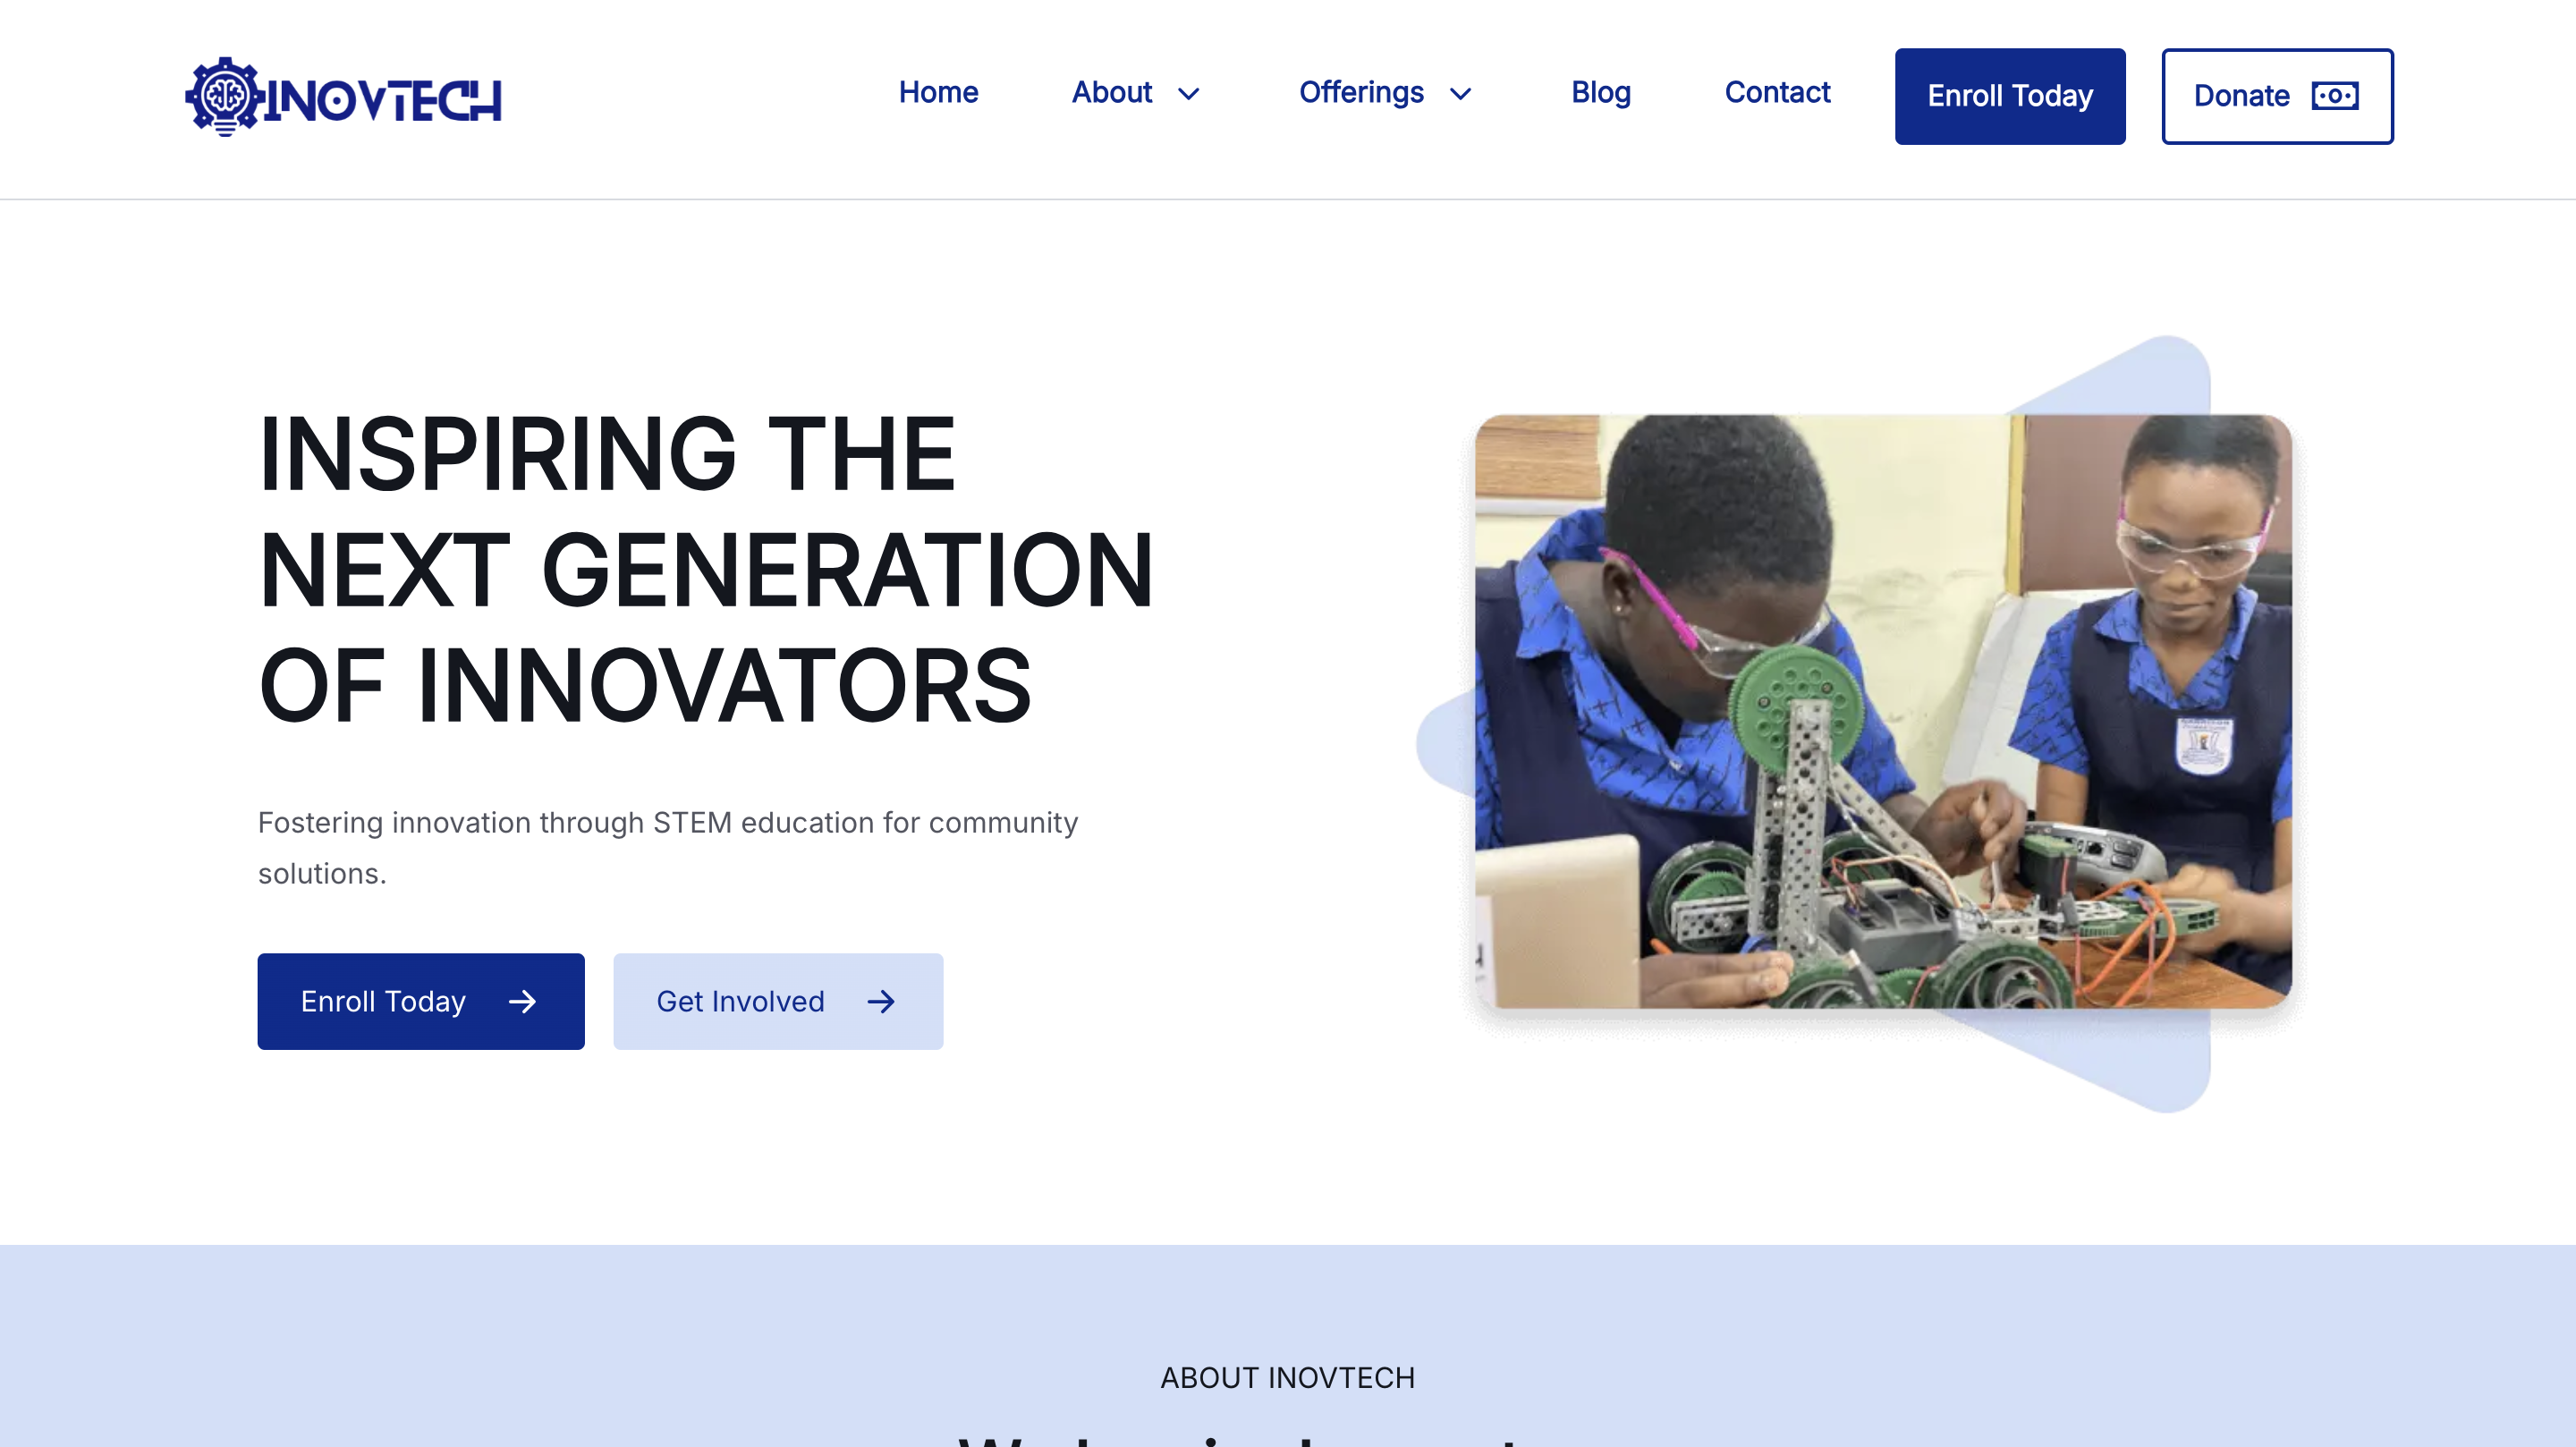 INOVTECH
Home About Offerings Blog Contact Enroll Today Donate
INSPIRING THE
NEXT GENERATION
OF INNOVATORS
Fostering innovation through STEM education for community
solutions.
Enroll Today Get Involved
ABOUT INOVTECH